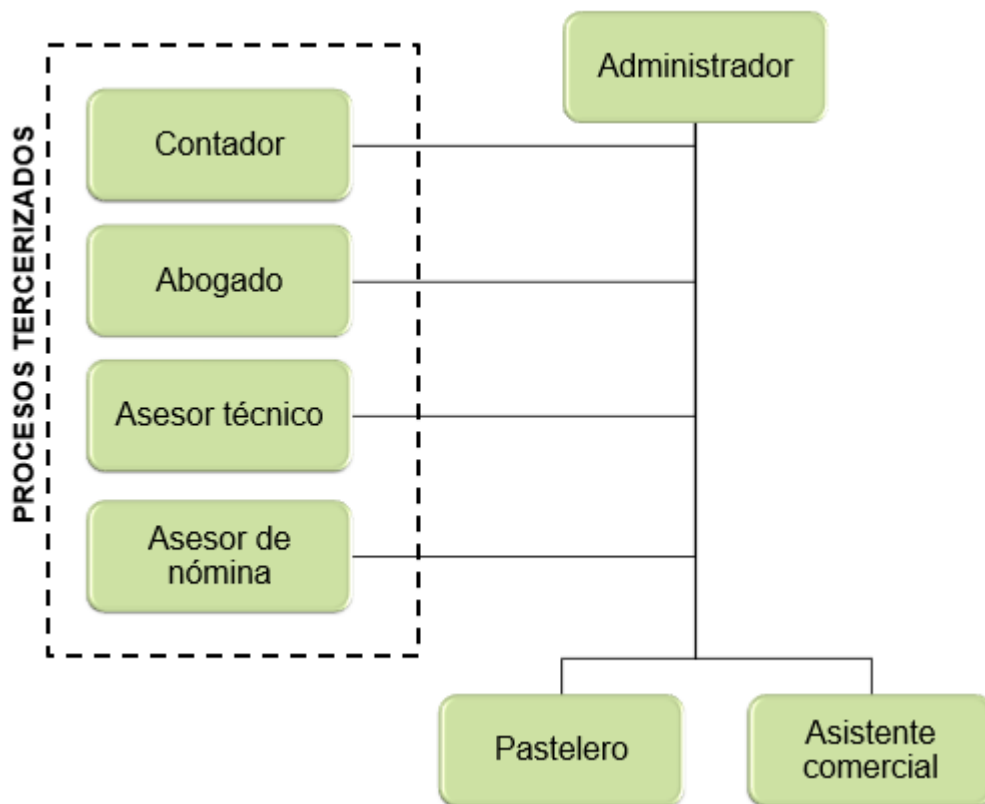 Administrador
PROCESOS TERCERIZADOS
Contador
Abogado
Asesor técnico
Asesor de
nómina
Pastelero
Asistente
comercial